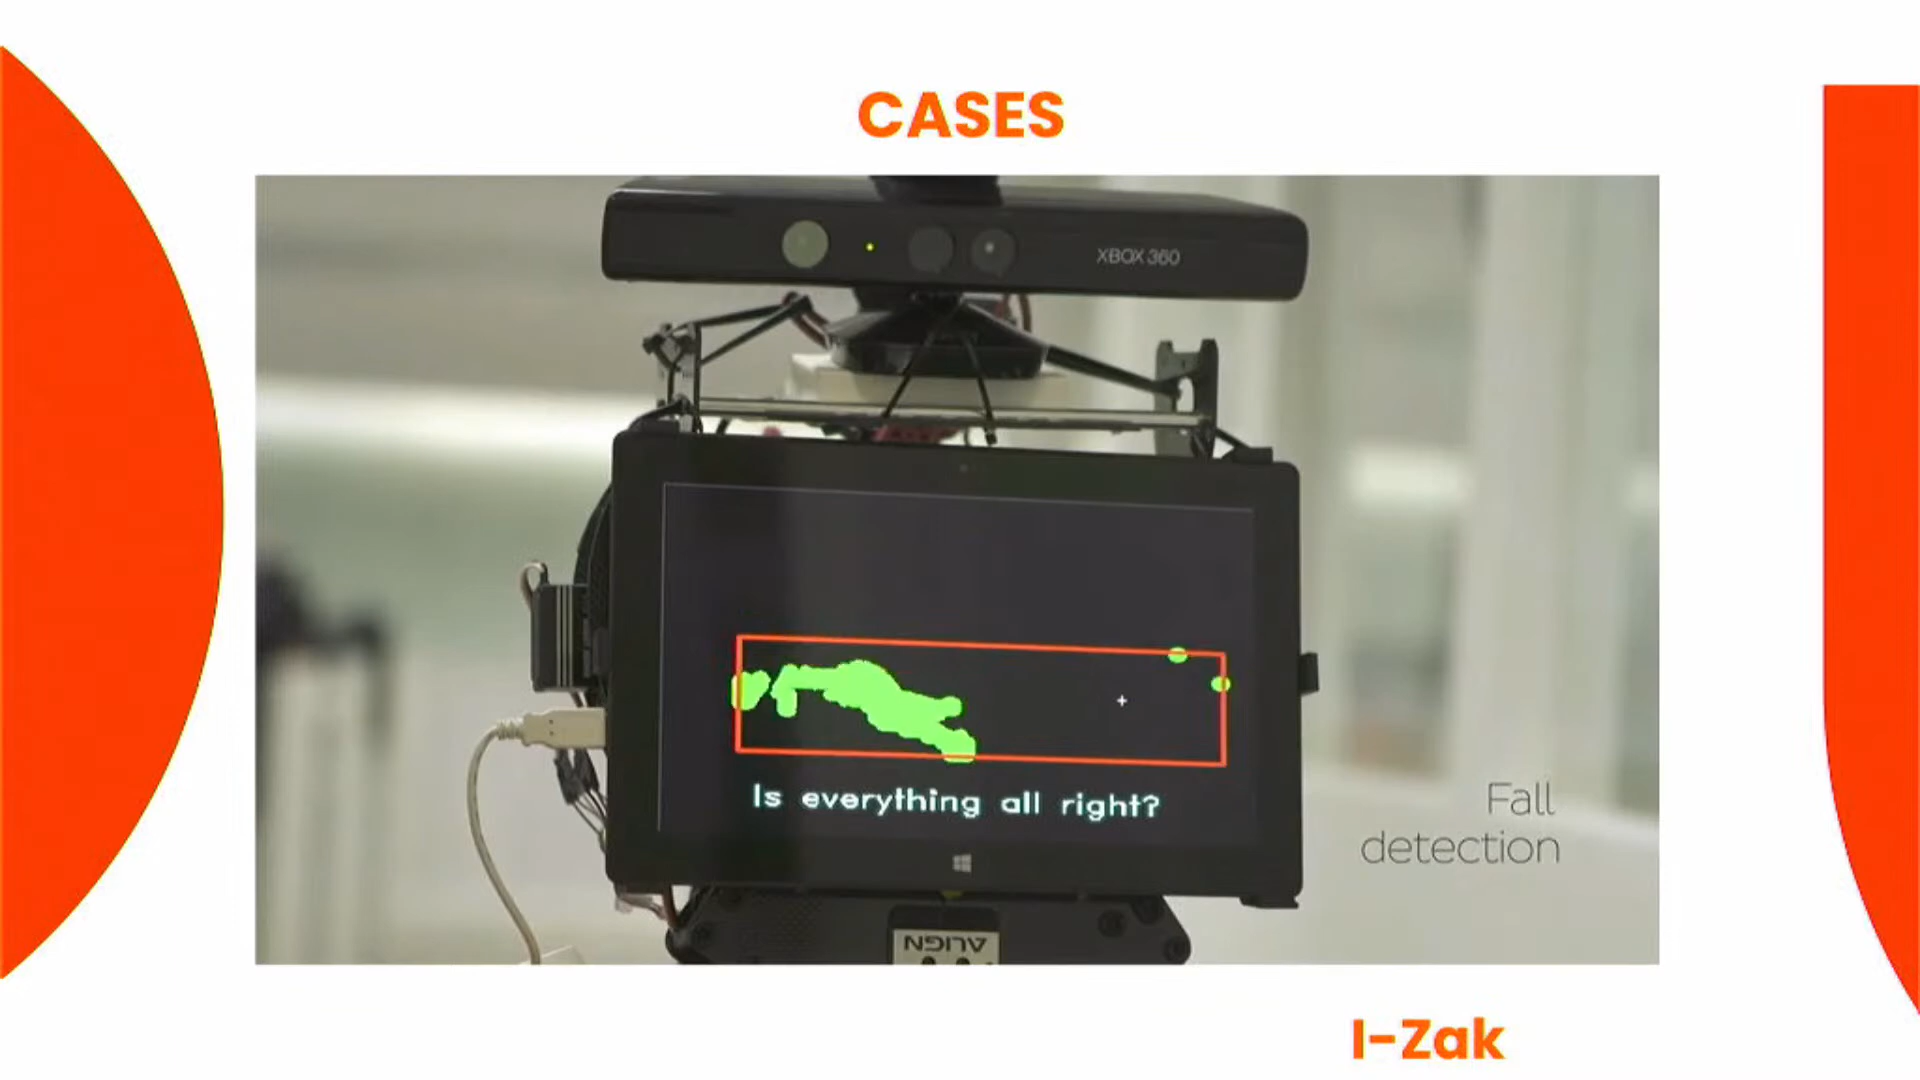 CASES
XBOX 360
Is everything all right?
Fall
detection
ALIGN
I-Zak